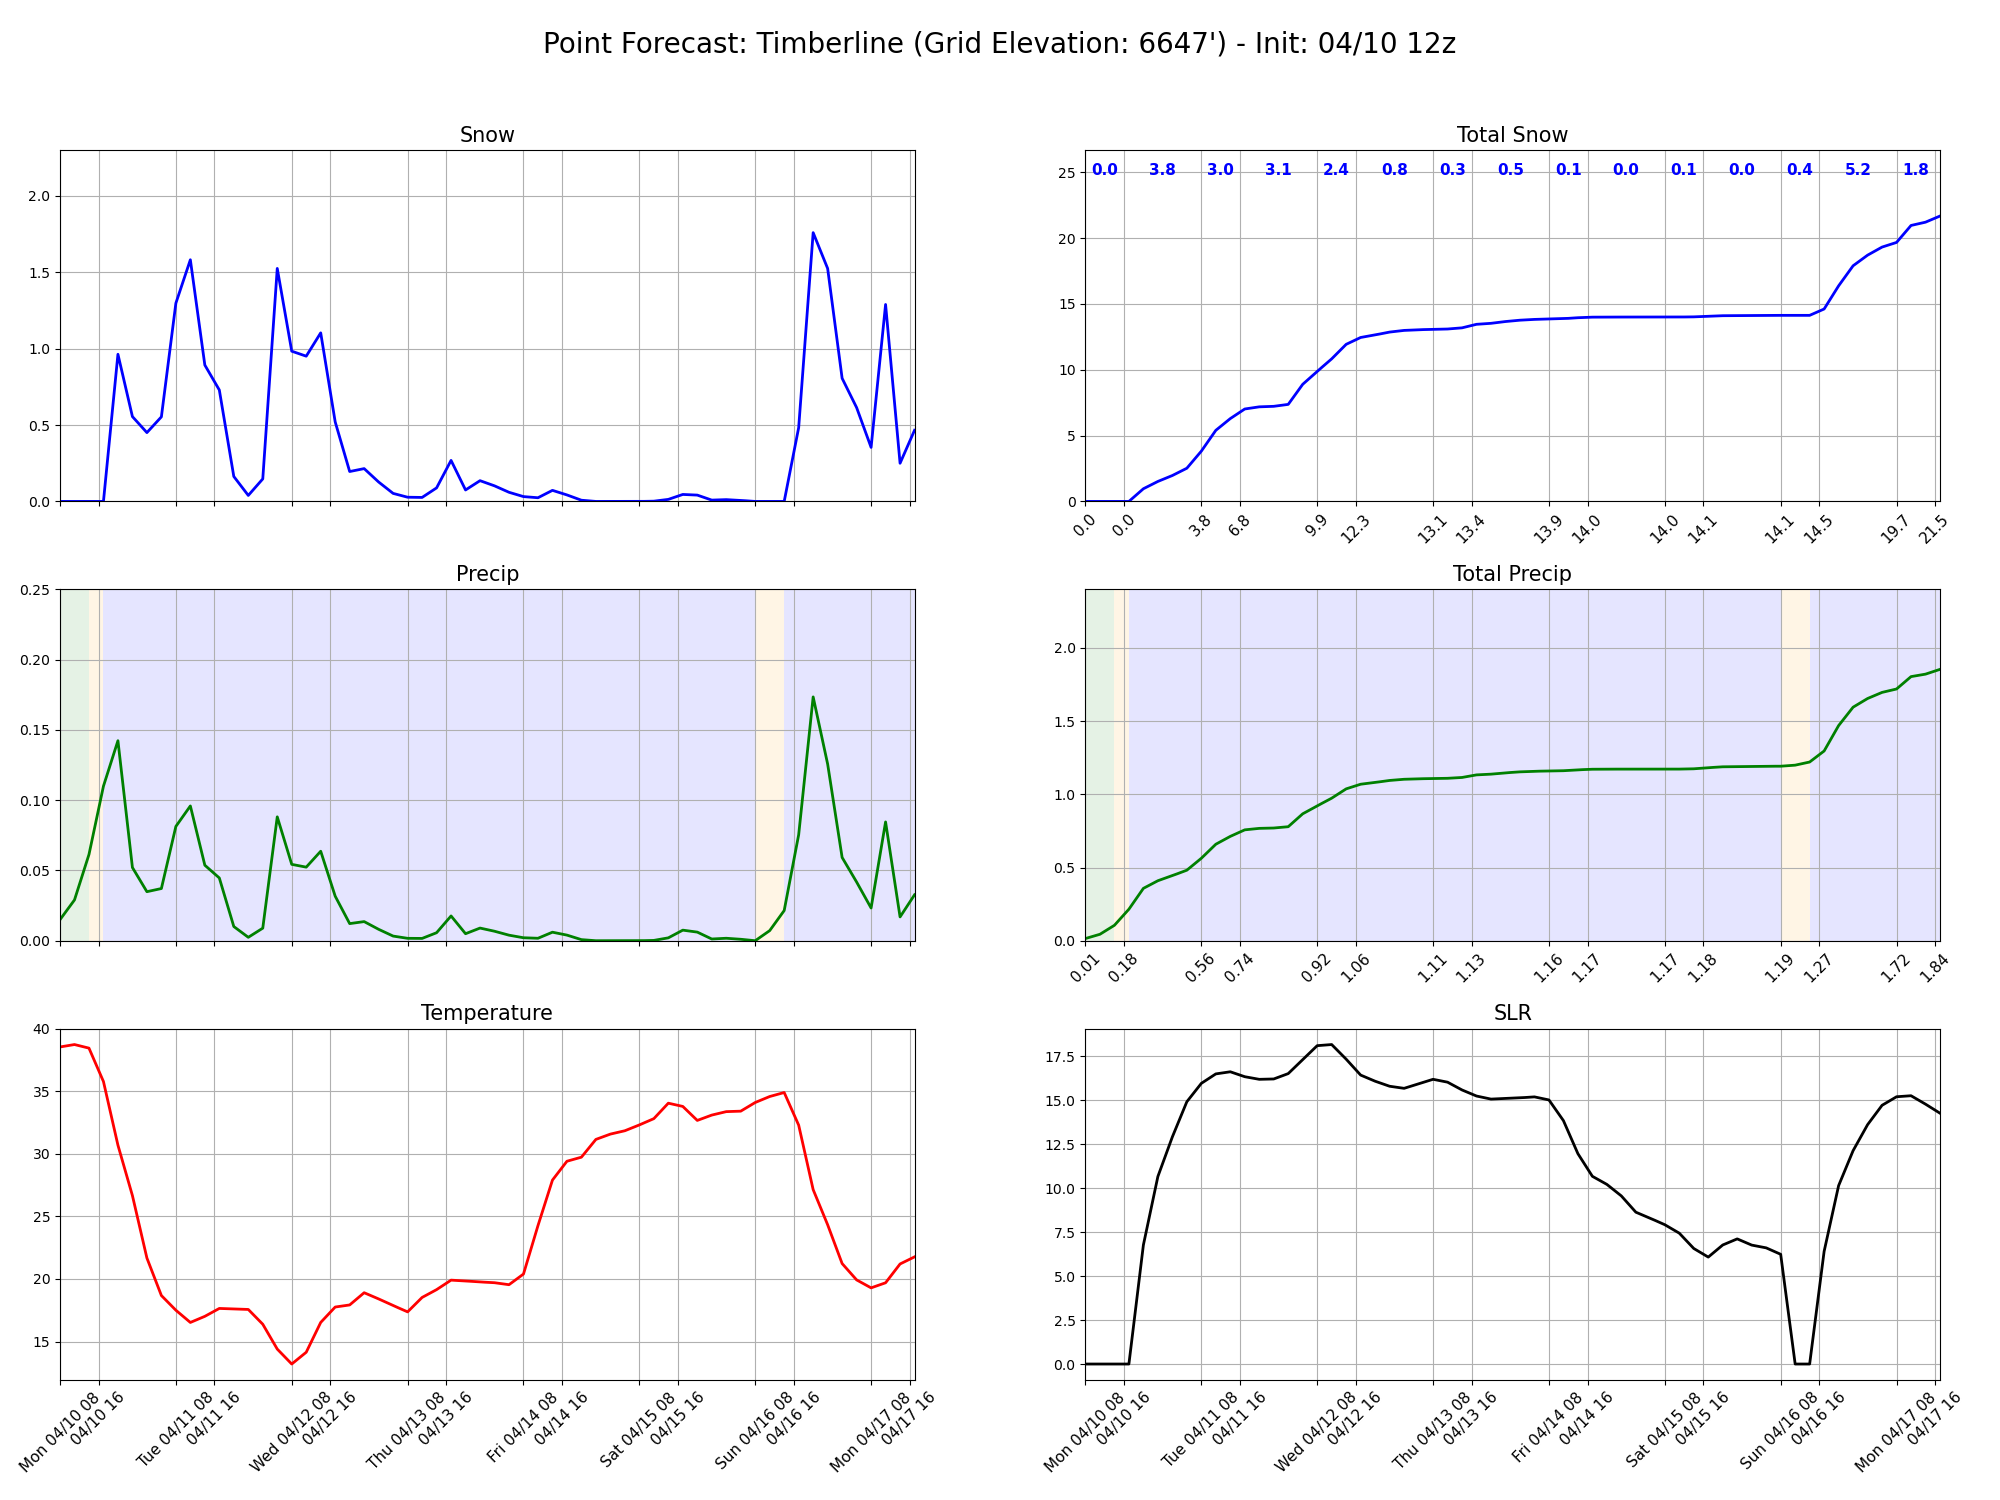 Point Forecast: Timberline (Grid Elevation: 6647') - Init: 04/10 12z
Snow
2.0
1.5
1.0
0.5
0.0
Total Snow
0.0 3.8 3.0 3.1 2.4 0.8 0.3 0.5 0.1 0.0 0.1 0.0 0.4 5.2 1.8
25
20
15
10
5
0
0.0 0.0 3.8 6.8 9.9 12.3 13.1 13.4 13.9 14.0 14.0 14.1 14.1 14.5 19.7 21.5
Precip
0.25
0.20
0.15
0.10
0.05
0.00
Total Precip
2.0
1.5
1.0
0.5
0.0
0.01 0.18 0.56 0.74 0.92 1.06 1.11 1.13 1.16 1.17 1.17 1.18 1.19 1.27 1.72 1.84
Temperature
40
35
30
25
20
15
Mon 04/10 08
04/10 16
Tue 04/11 08
04/11 16
Wed 04/12 08
04/12 16
Thu 04/13 08
04/13 16
Fri 04/14 08
04/14 16
Sat 04/15 08
04/15 16
Sun 04/16 08
04/16 16
Mon 04/17 08
04/17 16
SLR
17.5
15.0
12.5
10.0
7.5
5.0
2.5
0.0
Mon 04/10 08
04/10 16
Tue 04/11 08
04/11 16
Wed 04/12 08
04/12 16
Thu 04/13 08
04/13 16
Fri 04/14 08
04/14 16
Sat 04/15 08
04/15 16
Sun 04/16 08
04/16 16
Mon 04/17 08
04/17 16